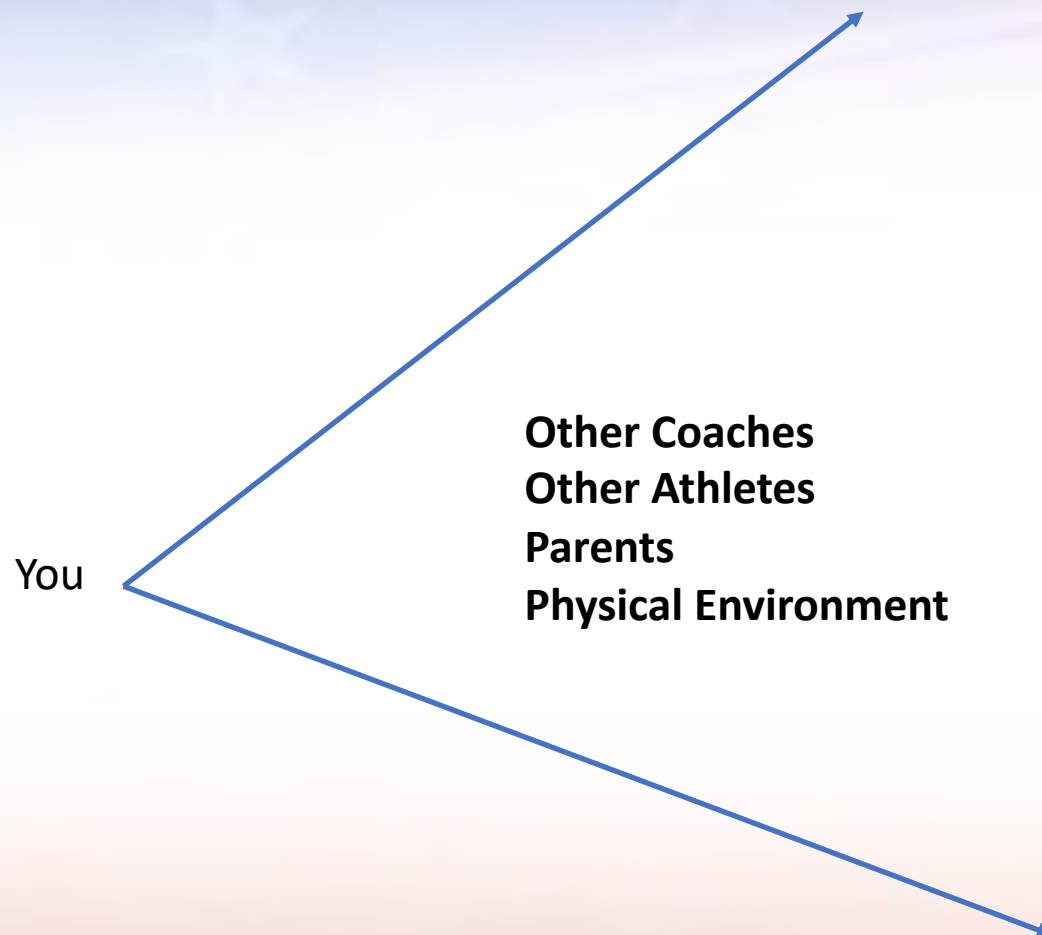 Other Coaches
Other Athletes
Parents
You
Physical Environment